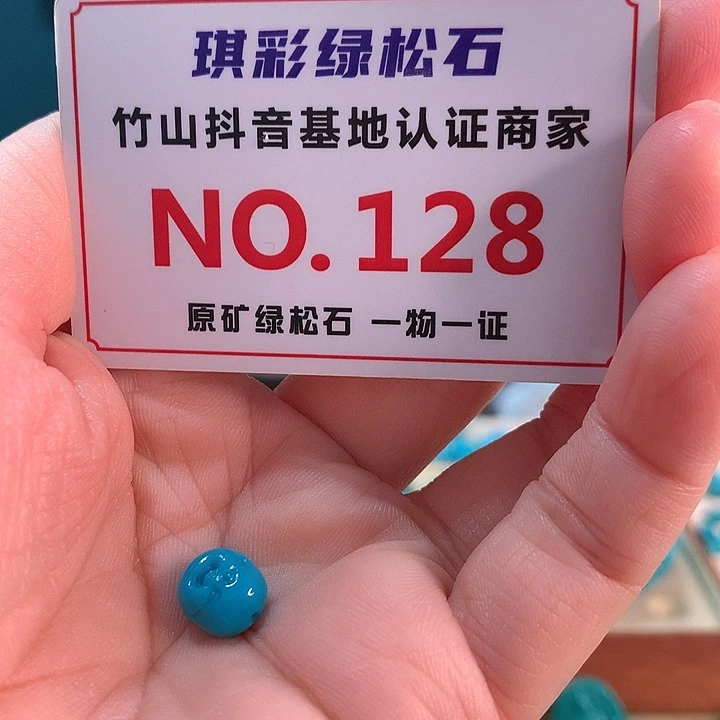 琪彩绿松石
竹山抖音基地认证商家
NO.128
原矿绿松石 一物一证